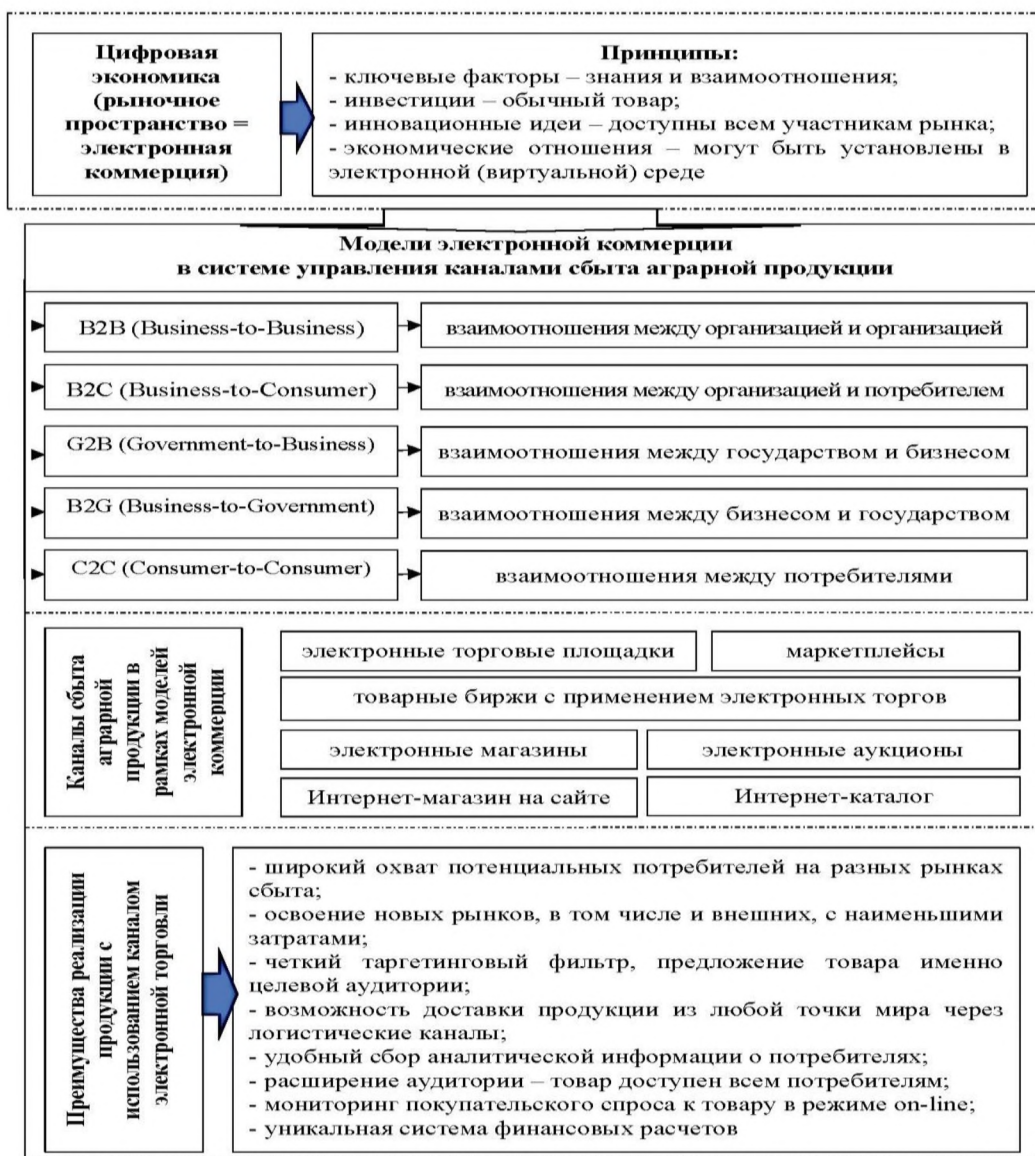 Цифровая
экономика
(рыночное
пространство =
электронная
коммерция)
Принципы:
- ключевые факторы – знания и взаимоотношения;
- инвестиции – обычный товар;
- инновационные идеи – доступны всем участникам рынка;
- экономические отношения – могут быть установлены в
электронной (виртуальной) среде
Модели электронной коммерции
в системе управления каналами сбыта аграрной продукции
B2B (Business-to-Business)
взаимоотношения между организацией и организацией
B2C (Business-to-Consumer)
взаимоотношения между организацией и потребителем
G2B (Government-to-Business)
взаимоотношения между государством и бизнесом
B2G (Business-to-Government)
взаимоотношения между бизнесом и государством
C2C (Consumer-to-Consumer)
взаимоотношения между потребителями
Каналы сбыта
аграрной
продукции в
рамках моделей
электронной
коммерции
электронные торговые площадки
маркетплейсы
товарные биржи с применением электронных торгов
электронные магазины
электронные аукционы
Интернет-магазин на сайте
Интернет-каталог
Преимущества реализации
продукции с
использованием каналом
электронной торговли
- широкий охват потенциальных потребителей на разных рынках
сбыта;
- освоение новых рынков, в том числе и внешних, с наименьшими
затратами;
- четкий таргетинговый фильтр, предложение товара именно
целевой аудитории;
- возможность доставки продукции из любой точки мира через
логистические каналы;
- удобный сбор аналитической информации о потребителях;
- расширение аудитории – товар доступен всем потребителям;
- мониторинг покупательского спроса к товару в режиме on-line;
- уникальная система финансовых расчетов